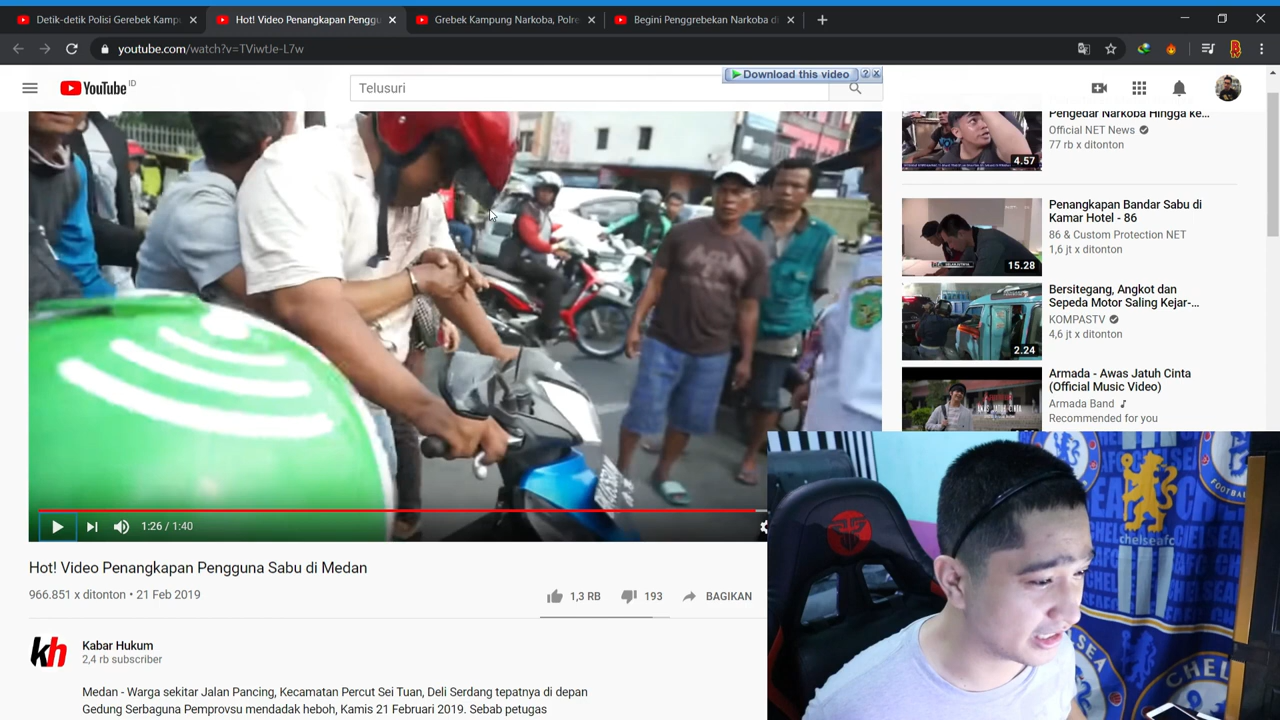 Detik-detik Polisi Gerebek Kamp
Hot! Video Penangkapan Penggu
Grebek Kampung Narkoba, Polre
Begini Penggrebekan Narkoba di
youtube.com/watch?v=TViwtJe-L7w
YouTube ID
Telusuri
Download this video
Pengedar Narkoba Hingga ke...
Official NET News
77 rb x ditonton
4.57
Penangkapan Bandar Sabu di
Kamar Hotel - 86
86 & Custom Protection NET
1,6 jt x ditonton
15.28
Bersitegang, Angkot dan
Sepeda Motor Saling Kejar-...
KOMPASTV
4,6 jt x ditonton
2.24
Armada - Awas Jatuh Cinta
(Official Music Video)
Armada Band
Recommended for you
1:26 / 1:40
Hot! Video Penangkapan Pengguna Sabu di Medan
966.851 x ditonton • 21 Feb 2019
1,3 RB
193
BAGIKAN
kh
Kabar Hukum
2,4 rb subscriber
Medan - Warga sekitar Jalan Pancing, Kecamatan Percut Sei Tuan, Deli Serdang tepatnya di depan
Gedung Serbaguna Pemprovsu mendadak heboh, Kamis 21 Februari 2019. Sebab petugas
chelseafc